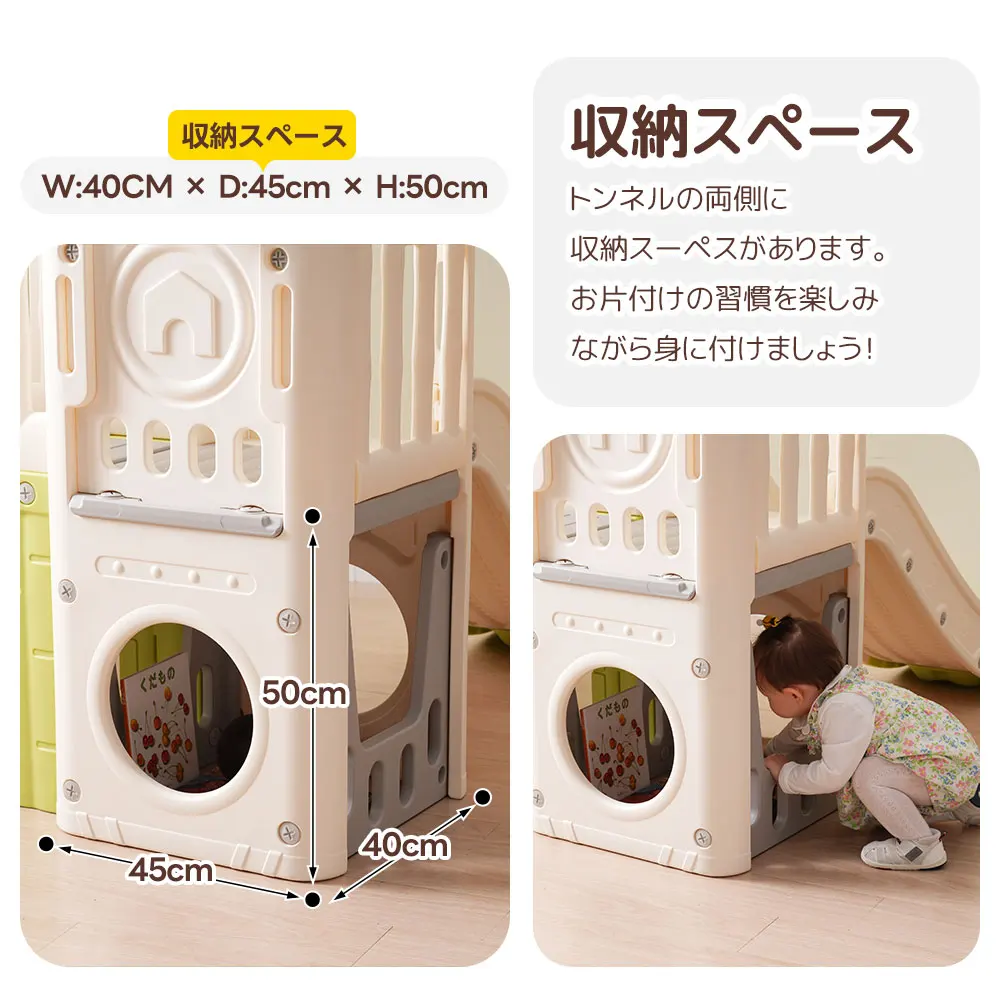 収納スペース
W:40CM × D:45cm × H:50cm
収納スペース
トンネルの両側に
収納スーペスがあります。
お片付けの習慣を楽しみ
ながら身に付けましょう!
くだもの
50cm
45cm
40cm
くだもの